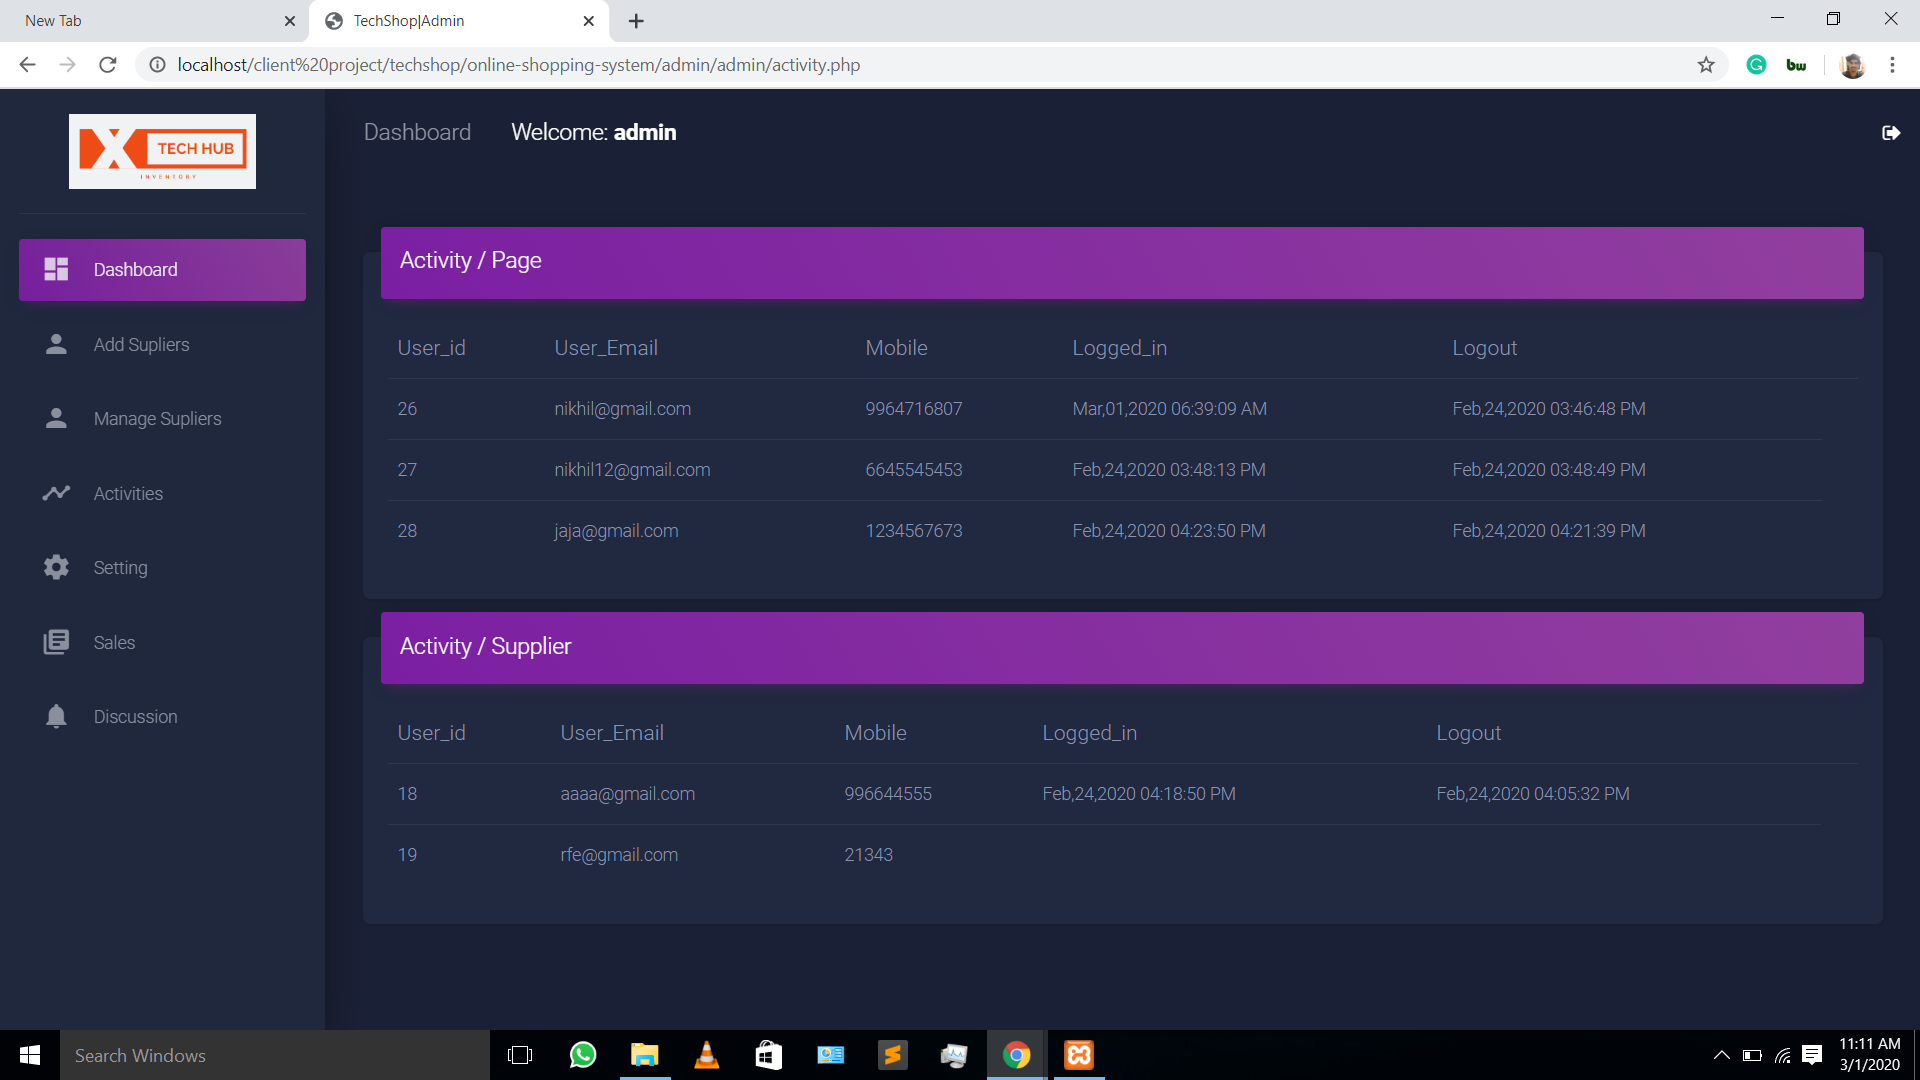 New Tab
TechShop|Admin
localhost/client%20project/techshop/online-shopping-system/admin/admin/activity.php
bw
TECH HUB
INVENTORY
Dashboard
Welcome: admin
Dashboard
Add Supliers
Manage Supliers
Activities
Setting
Sales
Discussion
Activity / Page
User_id User_Email Mobile Logged_in Logout
26 nikhil@gmail.com 9964716807 Mar,01,2020 06:39:09 AM Feb,24,2020 03:46:48 PM
27 nikhil12@gmail.com 6645545453 Feb,24,2020 03:48:13 PM Feb,24,2020 03:48:49 PM
28 jaja@gmail.com 1234567673 Feb,24,2020 04:23:50 PM Feb,24,2020 04:21:39 PM
Activity / Supplier
User_id User_Email Mobile Logged_in Logout
18 aaaa@gmail.com 996644555 Feb,24,2020 04:18:50 PM Feb,24,2020 04:05:32 PM
19 rfe@gmail.com 21343
Search Windows
11:11 AM
3/1/2020